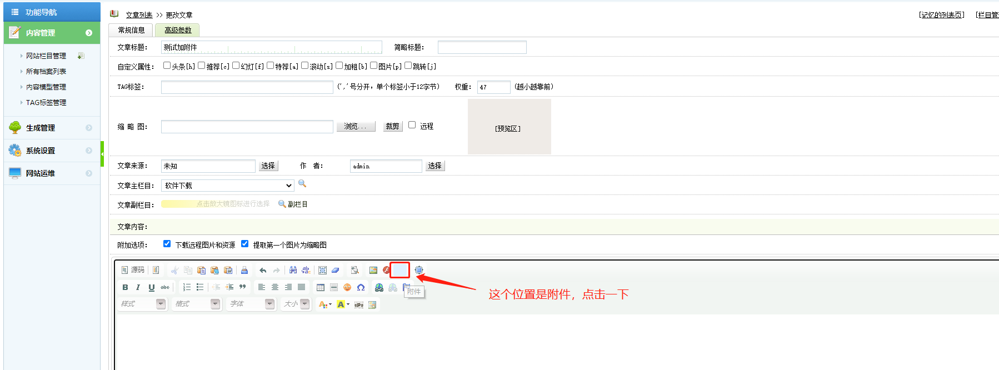 功能导航
内容管理
网站栏目管理
所有档案列表
内容模型管理
TAG标签管理
生成管理
系统设置
网站运维
文章列表 >> 更改文章
[记忆的列表页] [栏目管
常规信息 高级参数
文章标题: 测试加附件 简略标题:
自定义属性: 头条[h] 推荐[c] 幻灯[f] 特荐[a] 滚动[s] 加粗[b] 图片[p] 跳转[j]
TAG标签: (','号分开，单个标签小于12字节) 权重: 47 (越小越靠前)
缩 略 图: 浏览... 裁剪 远程 [预览区]
文章来源: 未知 选择 作 者: admin 选择
文章主栏目: 软件下载
文章副栏目: 点击放大镜图标进行选择 副栏目
文章内容:
附加选项: 下载远程图片和资源 提取第一个图片为缩略图
源码
B I U abc
附件
这个位置是附件，点击一下
样式 格式 字体 大小